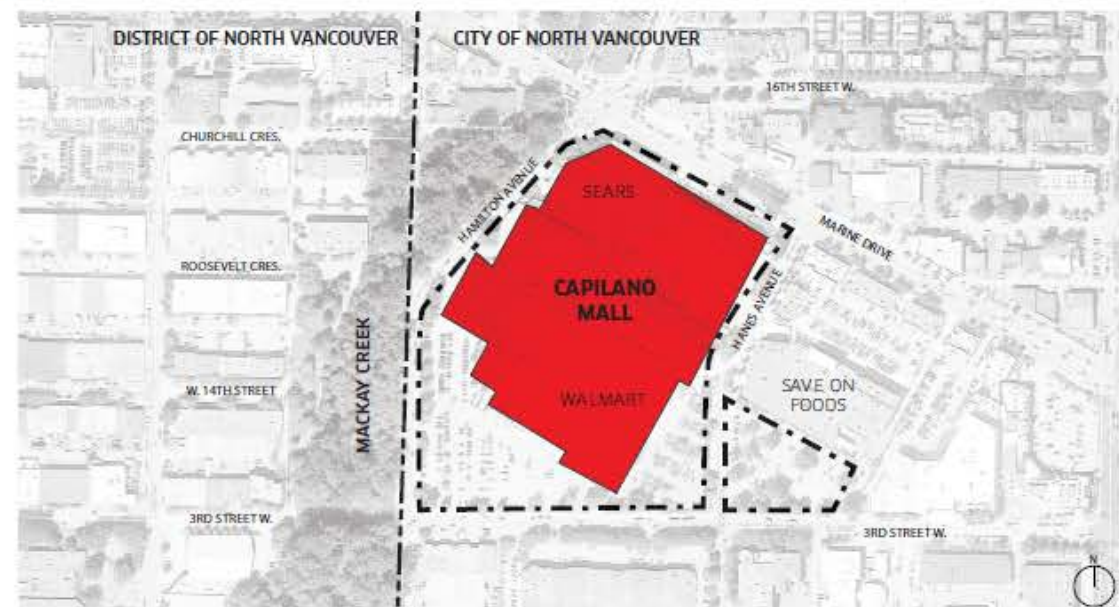 DISTRICT OF NORTH VANCOUVER
CITY OF NORTH VANCOUVER
16TH STREET W.
CHURCHILL CRES.
HAMILTON AVENUE
SEARS
MARINE DRIVE
ROOSEVELT CRES.
CAPILANO
MALL
HANES AVENUE
MACKAY CREEK
W. 14TH STREET
WALMART
SAVE ON
FOODS
3RD STREET W.
3RD STREET W.
N